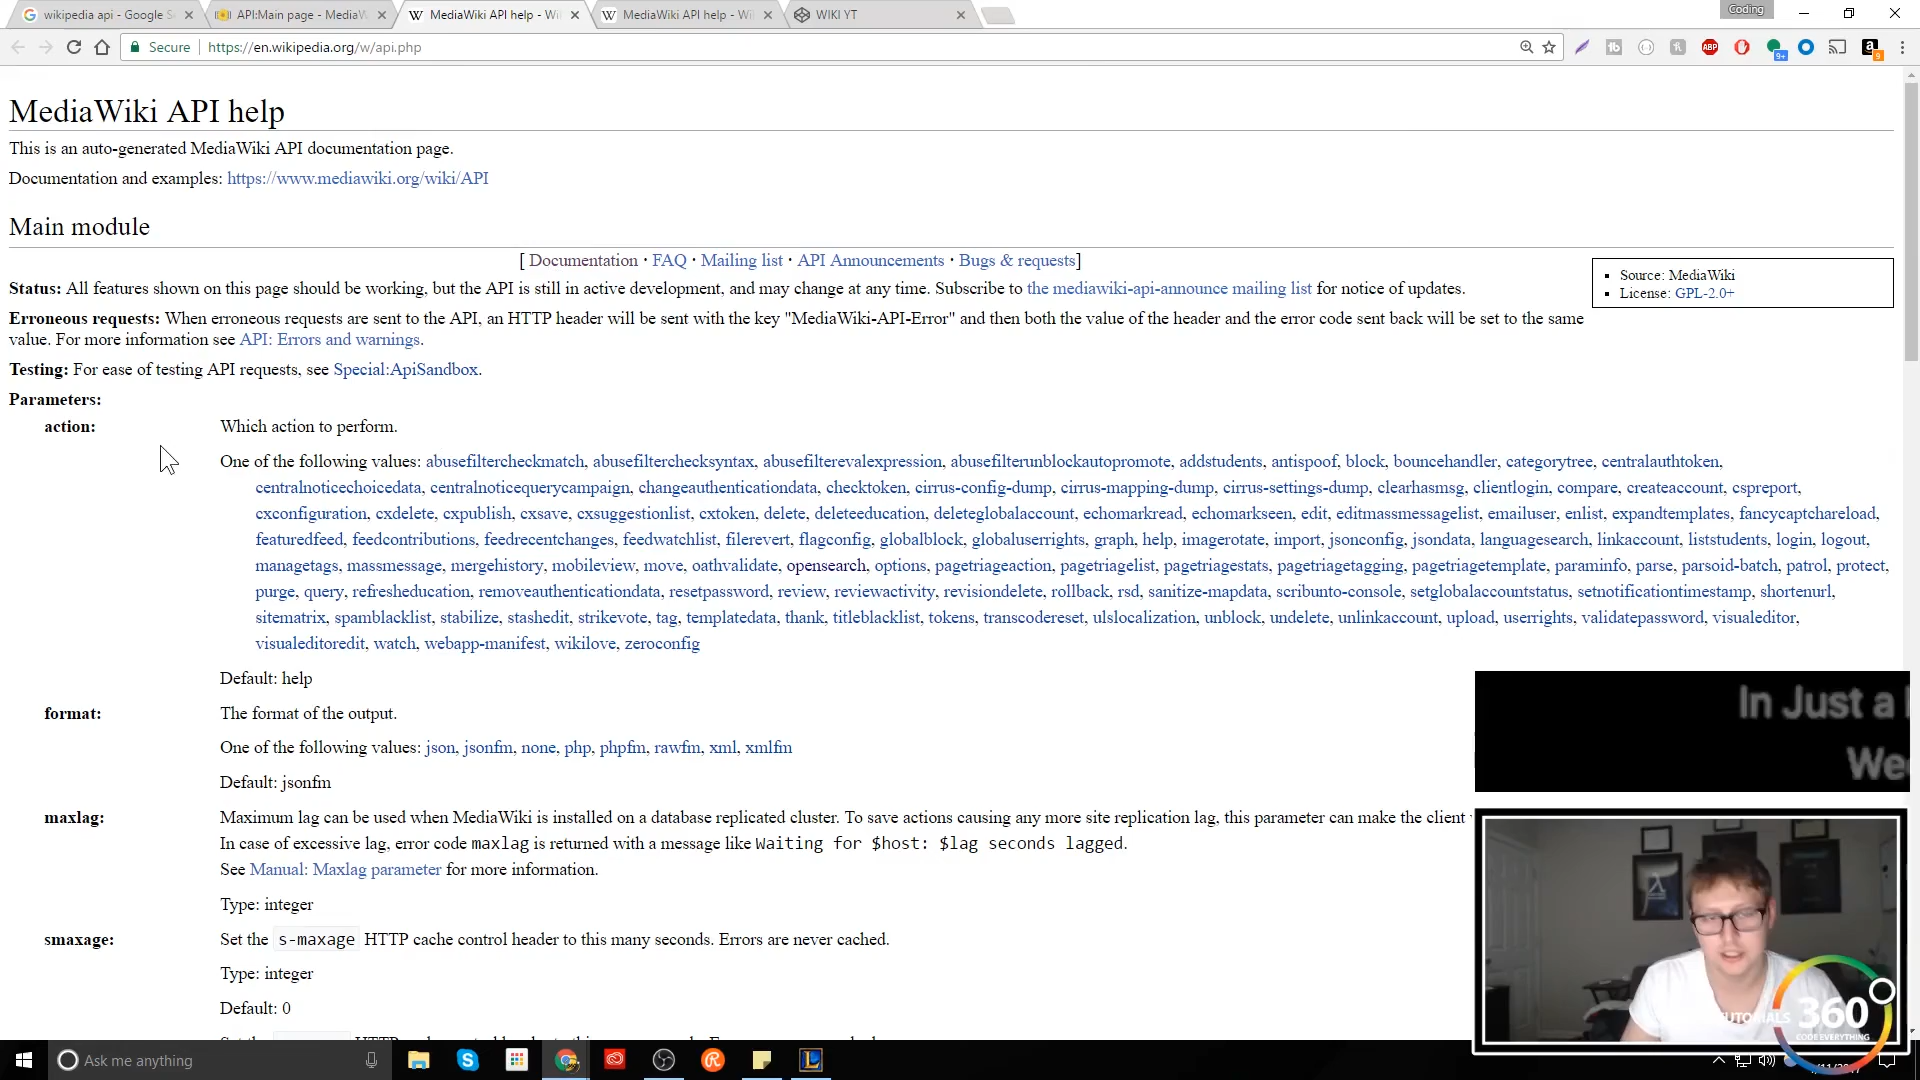 wikipedia api - Google S
API:Main page - MediaW
MediaWiki API help - Wi
MediaWiki API help - Wi
WIKI YT
Coding
Secure
https://en.wikipedia.org/w/api.php
MediaWiki API help
This is an auto-generated MediaWiki API documentation page.
Documentation and examples: https://www.mediawiki.org/wiki/API
Main module
[ Documentation · FAQ · Mailing list · API Announcements · Bugs & requests]
Source: MediaWiki
License: GPL-2.0+
Status: All features shown on this page should be working, but the API is still in active development, and may change at any time. Subscribe to the mediawiki-api-announce mailing list for notice of updates.
Erroneous requests: When erroneous requests are sent to the API, an HTTP header will be sent with the key "MediaWiki-API-Error" and then both the value of the header and the error code sent back will be set to the same
value. For more information see API: Errors and warnings.
Testing: For ease of testing API requests, see Special:ApiSandbox.
Parameters:
action:
Which action to perform.
One of the following values: abusefiltercheckmatch, abusefilterchecksyntax, abusefilterevalexpression, abusefilterunblockautopromote, addstudents, antispoof, block, bouncehandler, categorytree, centralauthtoken,
centralnoticechoicedata, centralnoticequerycampaign, changeauthenticationdata, checktoken, cirrus-config-dump, cirrus-mapping-dump, cirrus-settings-dump, clearhasmsg, clientlogin, compare, createaccount, cspreport,
cxconfiguration, cxdelete, cxpublish, cxsave, cxsuggestionlist, cxtoken, delete, deleteeducation, deleteglobalaccount, echomarkread, echomarkseen, edit, editmassmessagelist, emailuser, enlist, expandtemplates, fancycaptchareload,
featuredfeed, feedcontributions, feedrecentchanges, feedwatchlist, filerevert, flagconfig, globalblock, globaluserrights, graph, help, imagerotate, import, jsonconfig, jsondata, languagesearch, linkaccount, liststudents, login, logout,
managetags, massmessage, mergehistory, mobileview, move, oathvalidate, opensearch, options, pagetriageaction, pagetriagelist, pagetriagestats, pagetriagetagging, pagetriagetemplate, paraminfo, parse, parsoid-batch, patrol, protect,
purge, query, refresheducation, removeauthenticationdata, resetpassword, review, reviewactivity, revisiondelete, rollback, rsd, sanitize-mapdata, scribunto-console, setglobalaccountstatus, setnotificationtimestamp, shortenurl,
sitematrix, spamblacklist, stabilize, stashedit, strikevote, tag, templatedata, thank, titleblacklist, tokens, transcodereset, ulslocalization, unblock, undelete, unlinkaccount, upload, userrights, validatepassword, visualeditor,
visualeditoredit, watch, webapp-manifest, wikilove, zeroconfig
Default: help
format:
The format of the output.
One of the following values: json, jsonfm, none, php, phpfm, rawfm, xml, xmlfm
Default: jsonfm
In Just a
We
maxlag:
Maximum lag can be used when MediaWiki is installed on a database replicated cluster. To save actions causing any more site replication lag, this parameter can make the client
In case of excessive lag, error code maxlag is returned with a message like Waiting for $host: $lag seconds lagged.
See Manual: Maxlag parameter for more information.
Type: integer
smaxage:
Set the s-maxage HTTP cache control header to this many seconds. Errors are never cached.
Type: integer
Default: 0
TUTORIALS 360
CODE EVERYTHING
Ask me anything